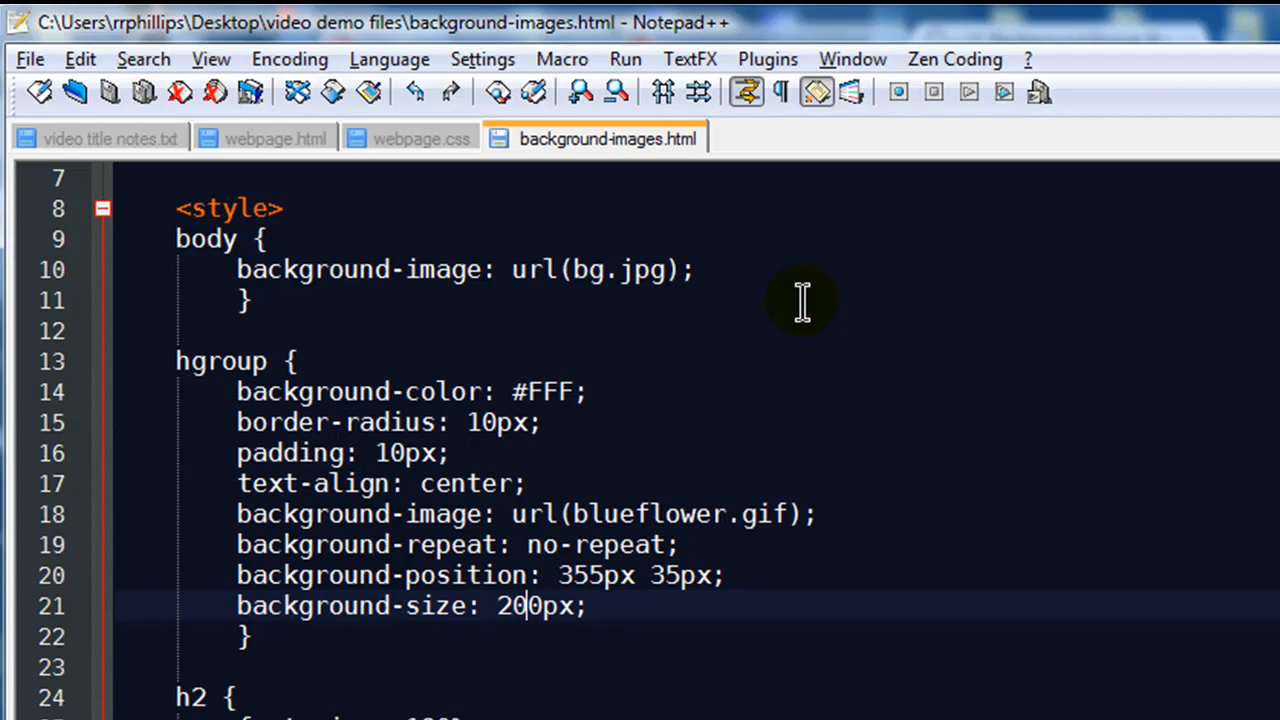 C:\Users\rrphillips\Desktop\video demo files\background-images.html - Notepad++
File Edit Search View Encoding Language Settings Macro Run TextFX Plugins Window Zen Coding ?
video title notes.txt webpage.html webpage.css background-images.html
7
8 <style>
9 body {
10 background-image: url(bg.jpg);
11 }
12
13 hgroup {
14 background-color: #FFF;
15 border-radius: 10px;
16 padding: 10px;
17 text-align: center;
18 background-image: url(blueflower.gif);
19 background-repeat: no-repeat;
20 background-position: 355px 35px;
21 background-size: 200px;
22 }
23
24 h2 {